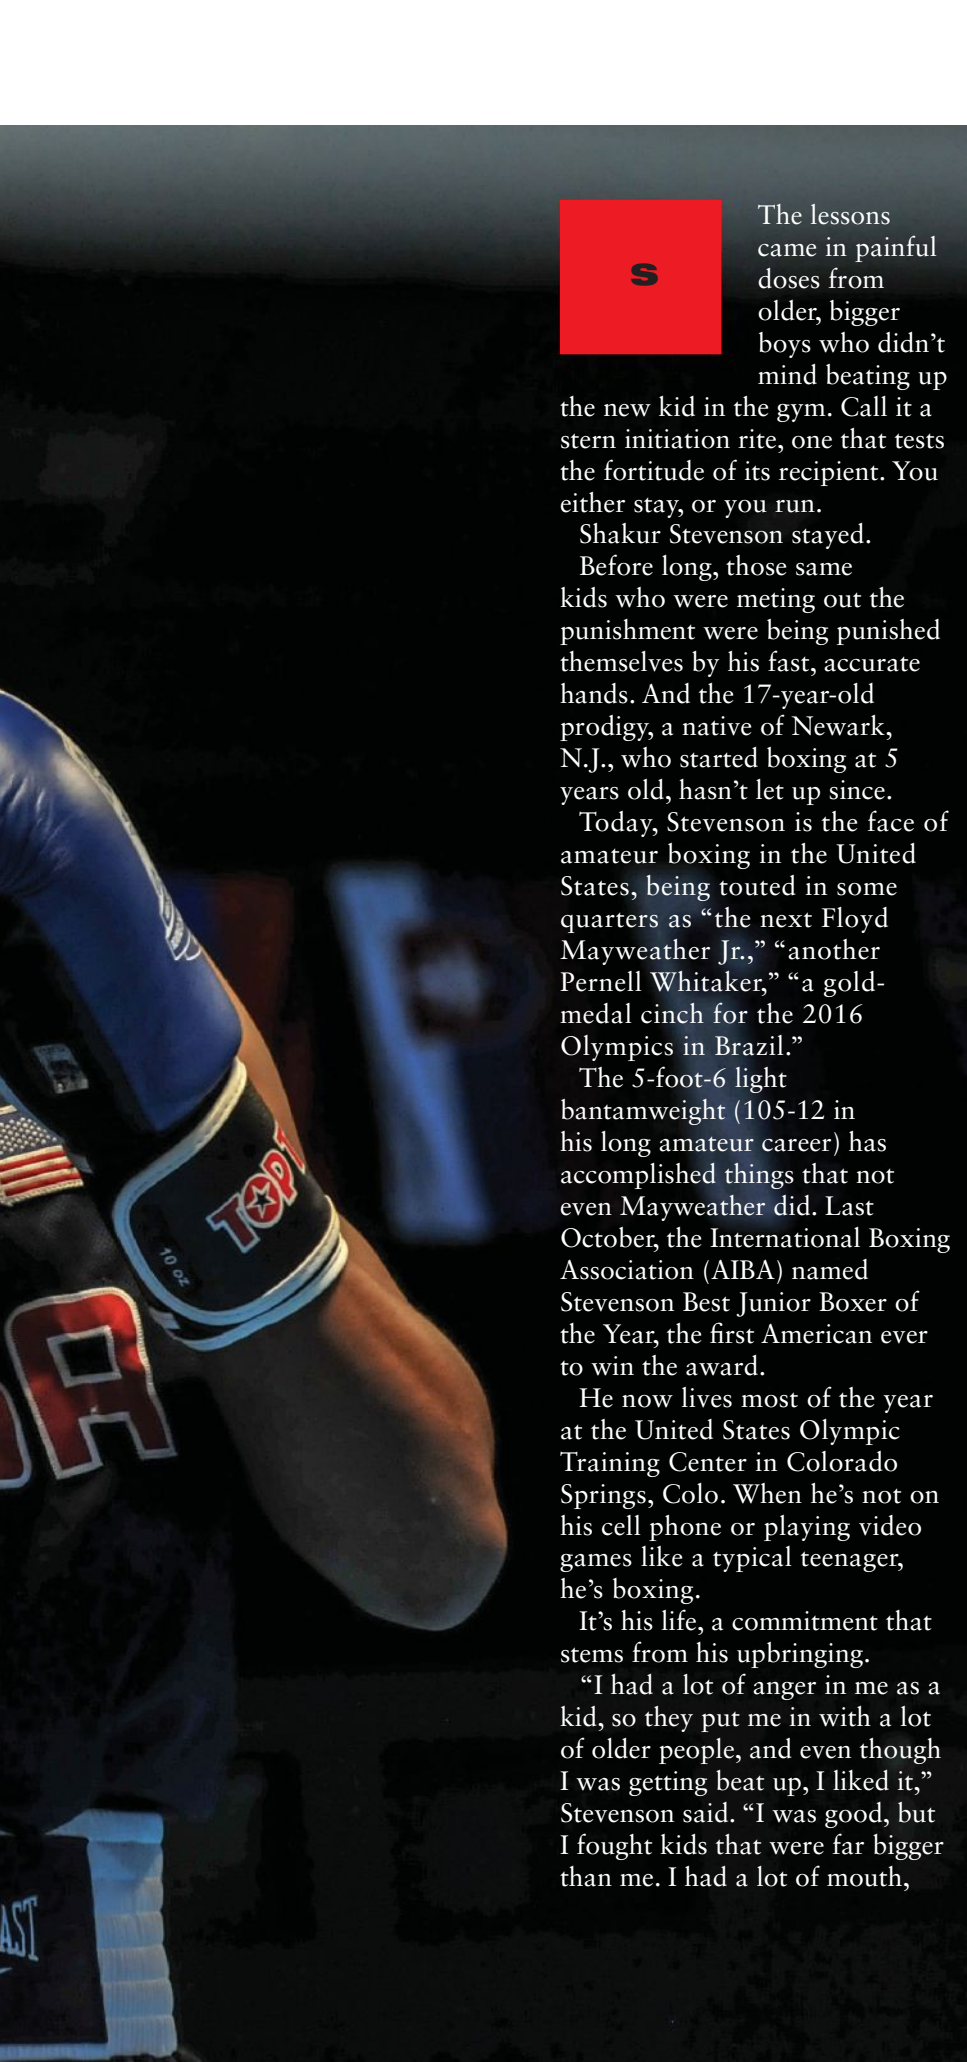 s
The lessons
came in painful
doses from
older, bigger
boys who didn’t
mind beating up
the new kid in the gym. Call it a
stern initiation rite, one that tests
the fortitude of its recipient. You
either stay, or you run.
Shakur Stevenson stayed.
Before long, those same
kids who were meting out the
punishment were being punished
themselves by his fast, accurate
hands. And the 17-year-old
prodigy, a native of Newark,
N.J., who started boxing at 5
years old, hasn’t let up since.
Today, Stevenson is the face of
amateur boxing in the United
States, being touted in some
quarters as “the next Floyd
Mayweather Jr.,” “another
Pernell Whitaker,” “a gold-
medal cinch for the 2016
Olympics in Brazil.”
The 5-foot-6 light
bantamweight (105-12 in
his long amateur career) has
accomplished things that not
even Mayweather did. Last
October, the International Boxing
Association (AIBA) named
Stevenson Best Junior Boxer of
the Year, the first American ever
to win the award.
He now lives most of the year
at the United States Olympic
Training Center in Colorado
Springs, Colo. When he’s not on
his cell phone or playing video
games like a typical teenager,
he’s boxing.
It’s his life, a commitment that
stems from his upbringing.
“I had a lot of anger in me as a
kid, so they put me in with a lot
of older people, and even though
I was getting beat up, I liked it,”
Stevenson said. “I was good, but
I fought kids that were far bigger
than me. I had a lot of mouth,
TOP
10 oz
A
AST